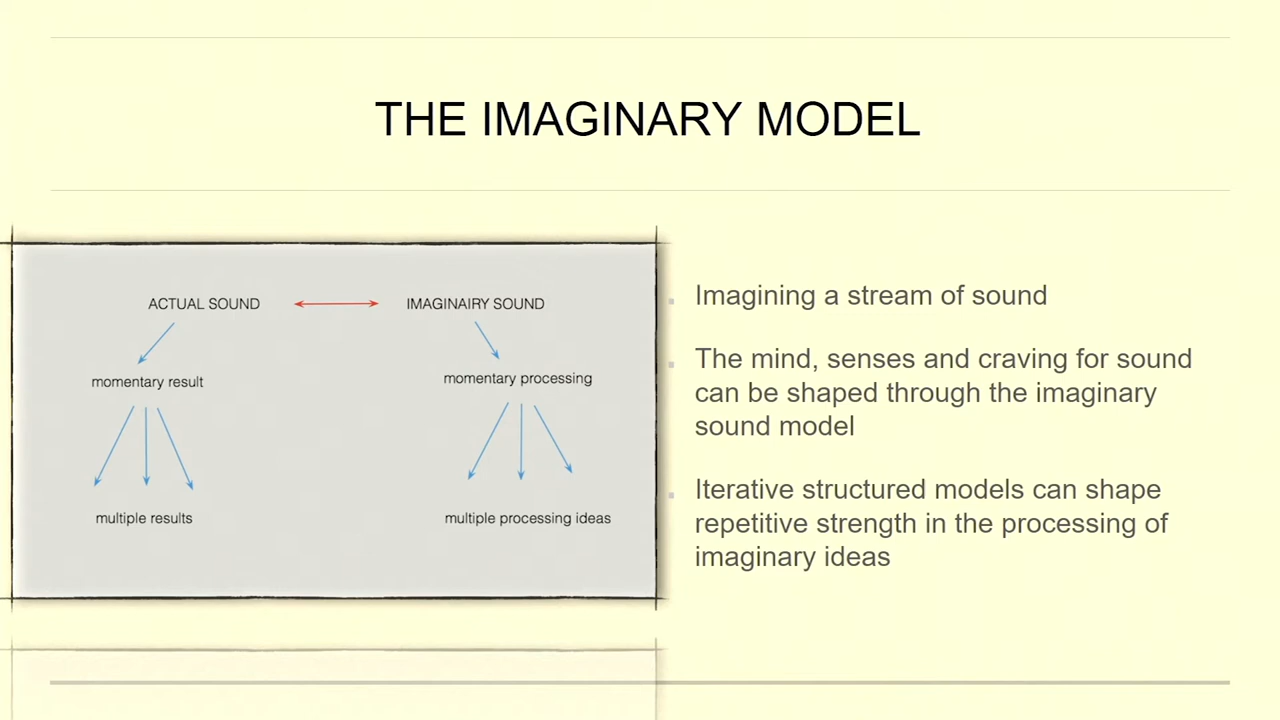 THE IMAGINARY MODEL
ACTUAL SOUND
IMAGINAIRY SOUND
momentary result
momentary processing
multiple results
multiple processing ideas
Imagining a stream of sound
The mind, senses and craving for sound
can be shaped through the imaginary
sound model
Iterative structured models can shape
repetitive strength in the processing of
imaginary ideas